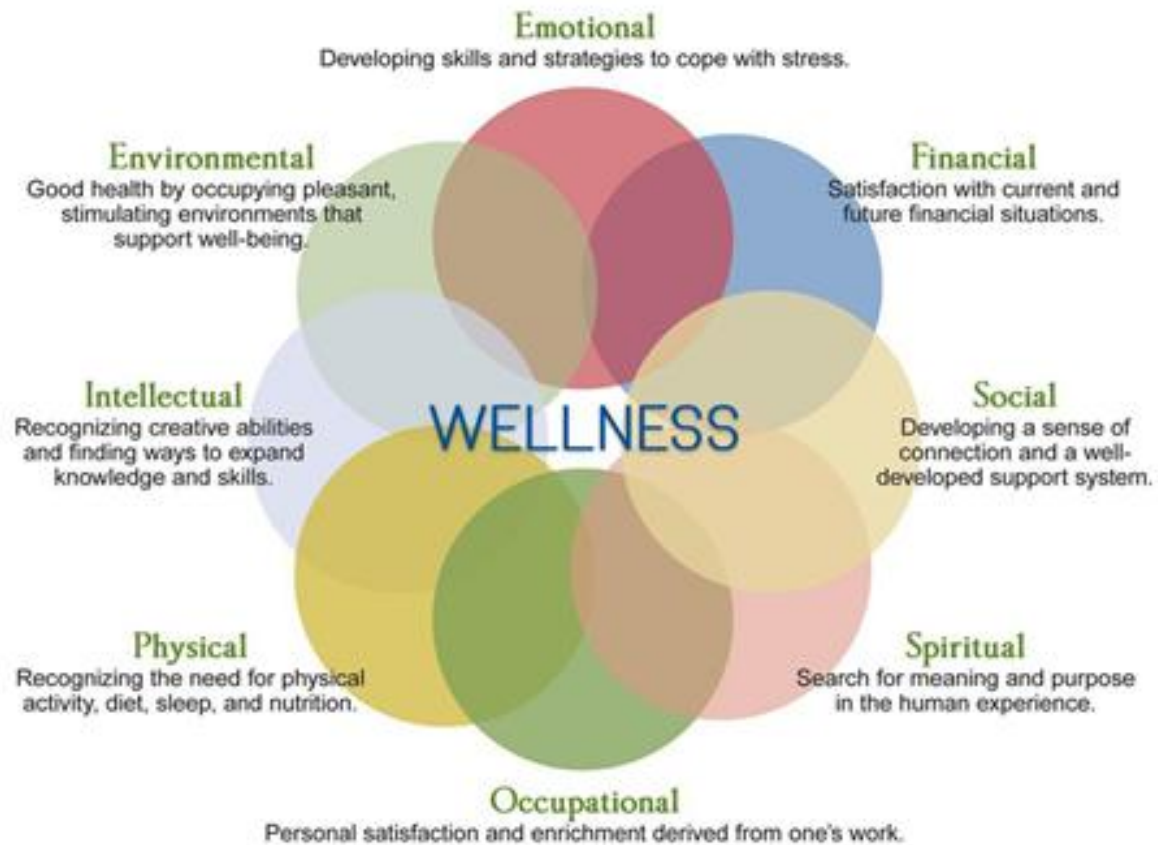 Emotional
Developing skills and strategies to cope with stress.
Environmental
Good health by occupying pleasant,
stimulating environments that
support well-being.
Financial
Satisfaction with current and
future financial situations.
Intellectual
Recognizing creative abilities
and finding ways to expand
knowledge and skills.
WELLNESS
Social
Developing a sense of
connection and a well-
developed support system.
Physical
Recognizing the need for physical
activity, diet, sleep, and nutrition.
Spiritual
Search for meaning and purpose
in the human experience.
Occupational
Personal satisfaction and enrichment derived from one's work.